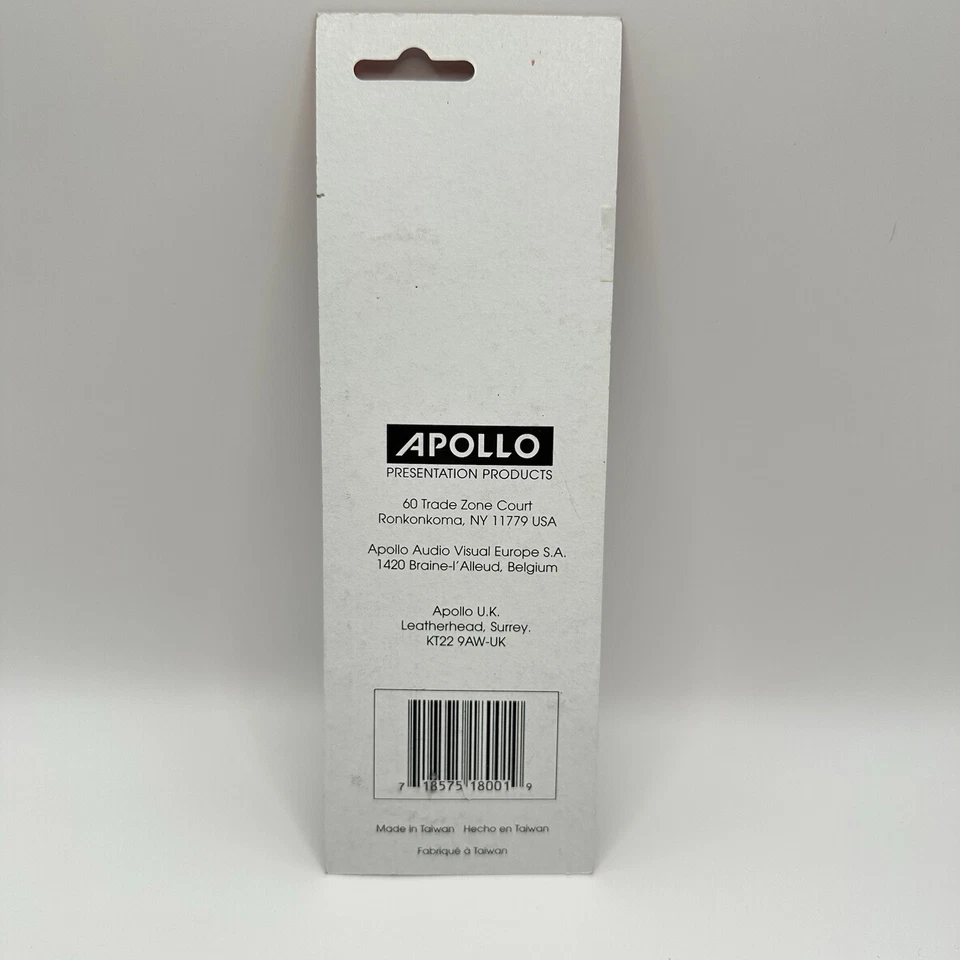 APOLLO
PRESENTATION PRODUCTS
60 Trade Zone Court
Ronkonkoma, NY 11779 USA
Apollo Audio Visual Europe S.A.
1420 Braine-l'Alleud, Belgium
Apollo U.K.
Leatherhead, Surrey.
KT22 9AW-UK
7 18575 18001 9
Made in Taiwan Hecho en Taiwan
Fabriqué à Taiwan